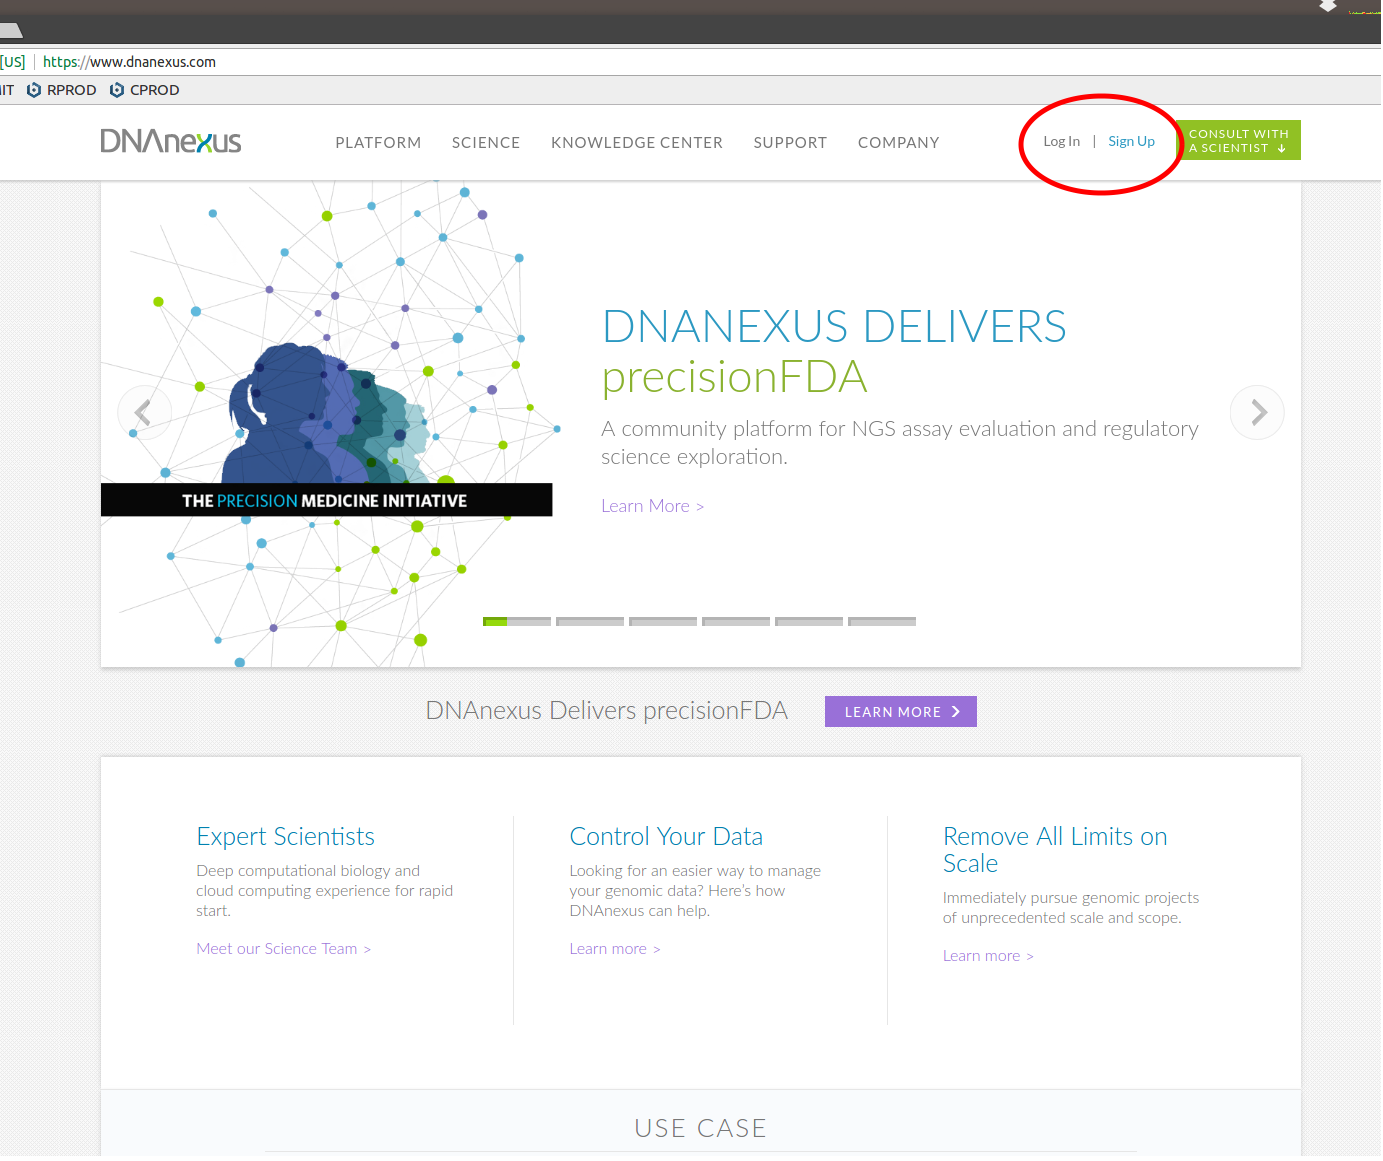 [US] | https://www.dnanexus.com
IIT RPROD CPROD
DNAnexus PLATFORM SCIENCE KNOWLEDGE CENTER SUPPORT COMPANY Log In | Sign Up
CONSULT WITH
A SCIENTIST
DNANEXUS DELIVERS
precisionFDA
A community platform for NGS assay evaluation and regulatory
science exploration.
Learn More >
THE PRECISION MEDICINE INITIATIVE
DNAnexus Delivers precisionFDA LEARN MORE
Expert Scientists
Deep computational biology and
cloud computing experience for rapid
start.
Meet our Science Team >
Control Your Data
Looking for an easier way to manage
your genomic data? Here's how
DNAnexus can help.
Learn more >
Remove All Limits on
Scale
Immediately pursue genomic projects
of unprecedented scale and scope.
Learn more >
USE CASE